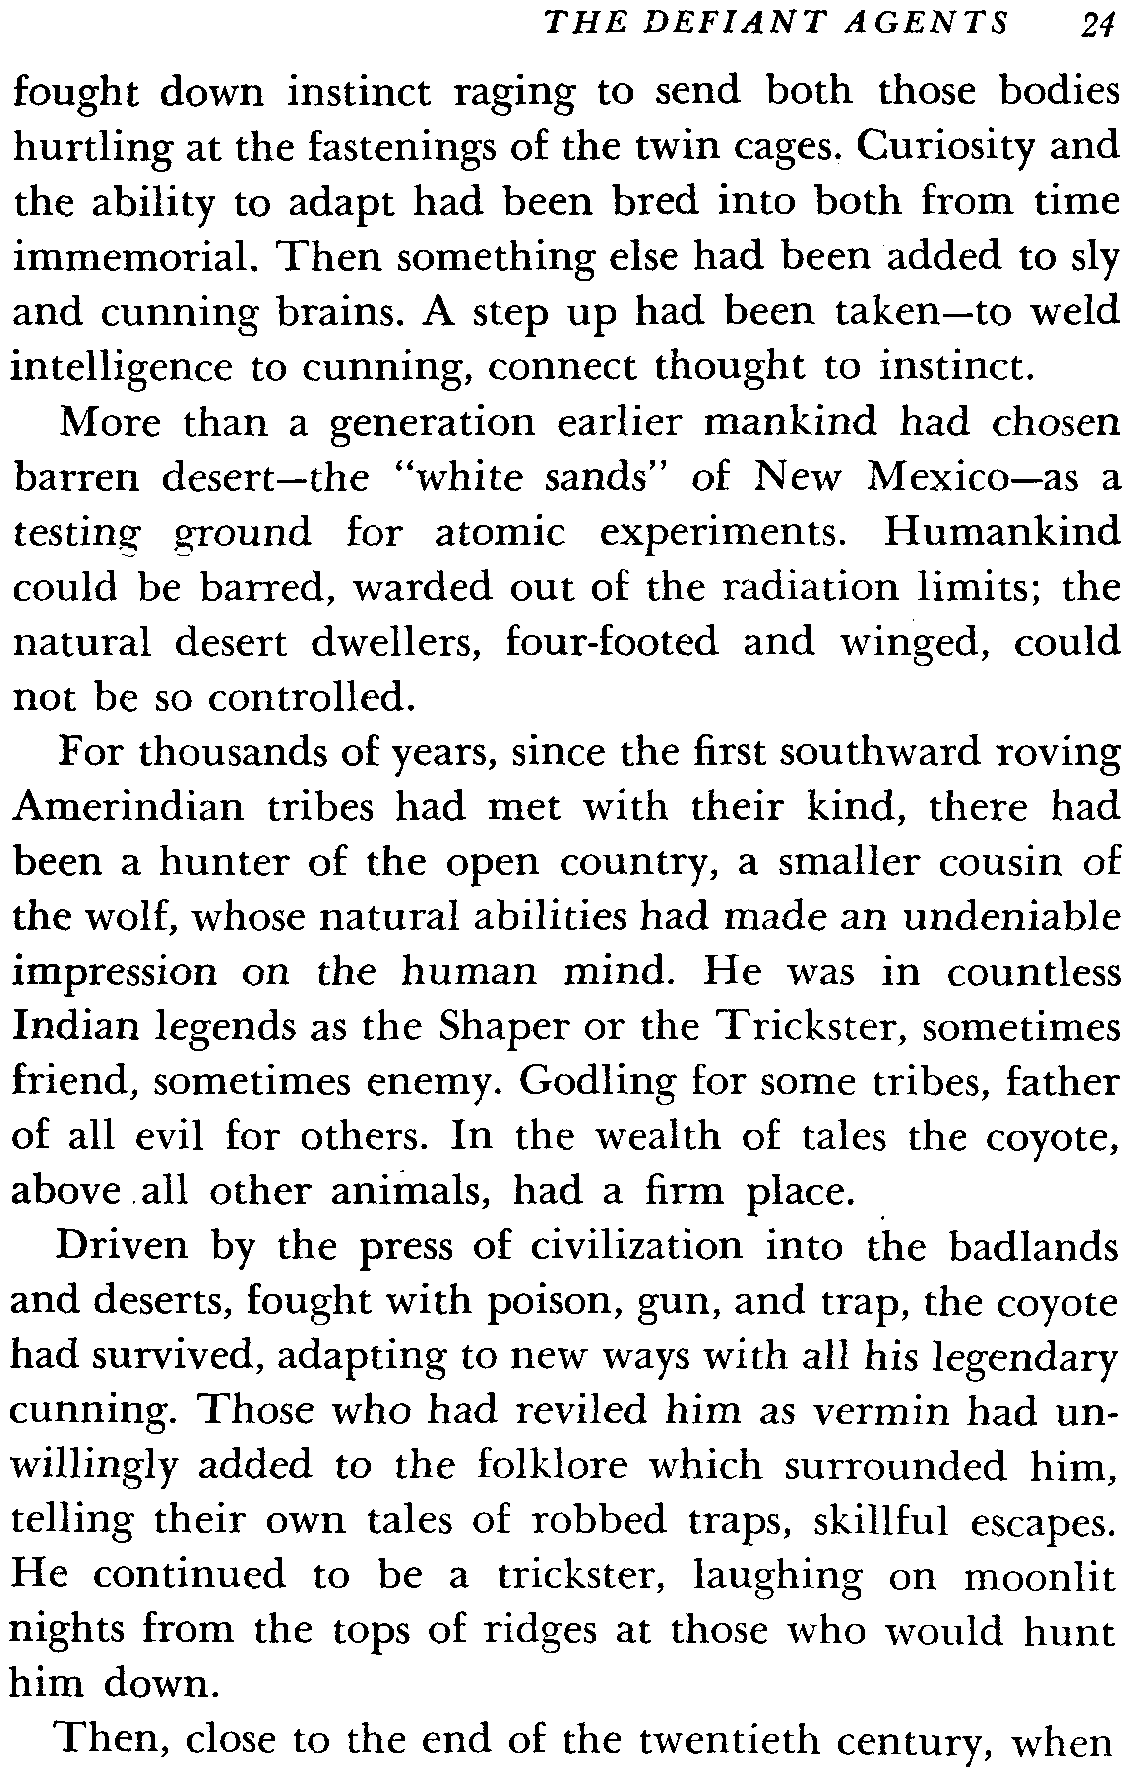 THE DEFIANT AGENTS 24
fought down instinct raging to send both those bodies
hurtling at the fastenings of the twin cages. Curiosity and
the ability to adapt had been bred into both from time
immemorial. Then something else had been added to sly
and cunning brains. A step up had been taken—to weld
intelligence to cunning, connect thought to instinct.
More than a generation earlier mankind had chosen
barren desert—the “white sands” of New Mexico—as a
testing ground for atomic experiments. Humankind
could be barred, warded out of the radiation limits; the
natural desert dwellers, four-footed and winged, could
not be so controlled.
For thousands of years, since the first southward roving
Amerindian tribes had met with their kind, there had
been a hunter of the open country, a smaller cousin of
the wolf, whose natural abilities had made an undeniable
impression on the human mind. He was in countless
Indian legends as the Shaper or the Trickster, sometimes
friend, sometimes enemy. Godling for some tribes, father
of all evil for others. In the wealth of tales the coyote,
above all other animals, had a firm place.
Driven by the press of civilization into the badlands
and deserts, fought with poison, gun, and trap, the coyote
had survived, adapting to new ways with all his legendary
cunning. Those who had reviled him as vermin had un-
willingly added to the folklore which surrounded him,
telling their own tales of robbed traps, skillful escapes.
He continued to be a trickster, laughing on moonlit
nights from the tops of ridges at those who would hunt
him down.
Then, close to the end of the twentieth century, when